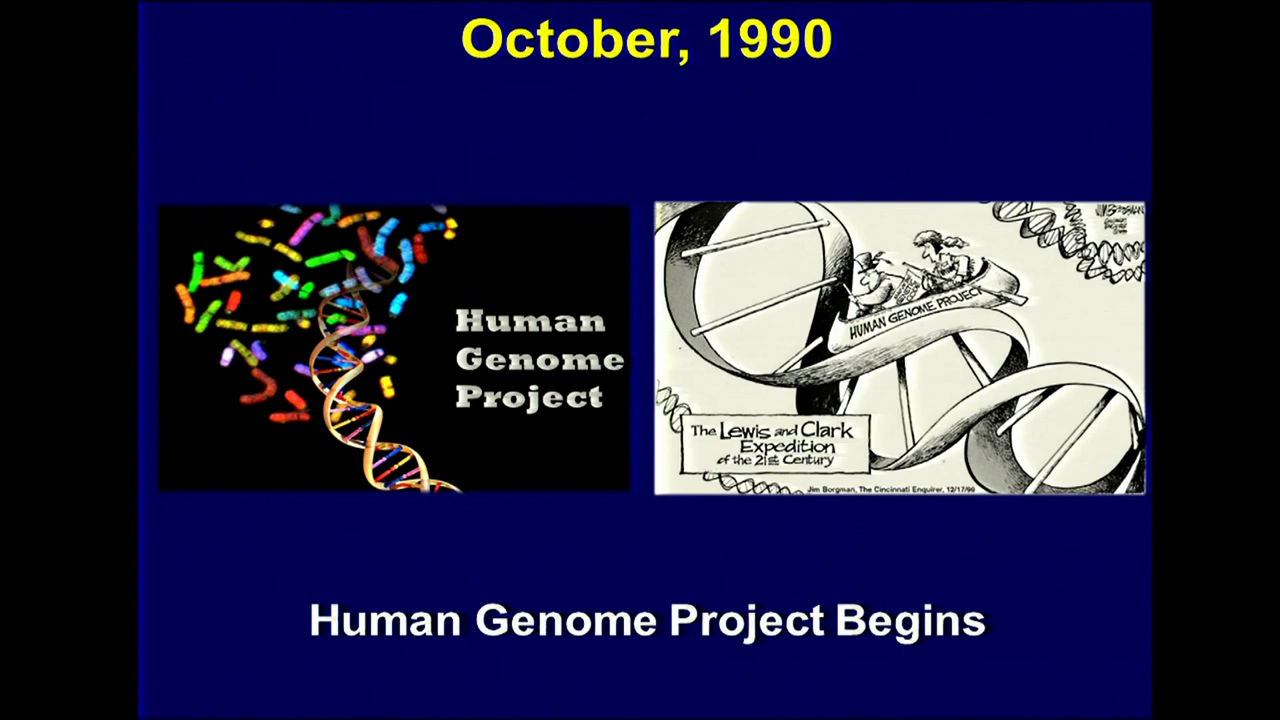 October, 1990
Human
Genome
Project
HUMAN GENOME PROJECT
The Lewis and Clark
Expedition
of the 21st Century
Jim Borgman, The Cincinnati Enquirer, 12/17/99
Human Genome Project Begins